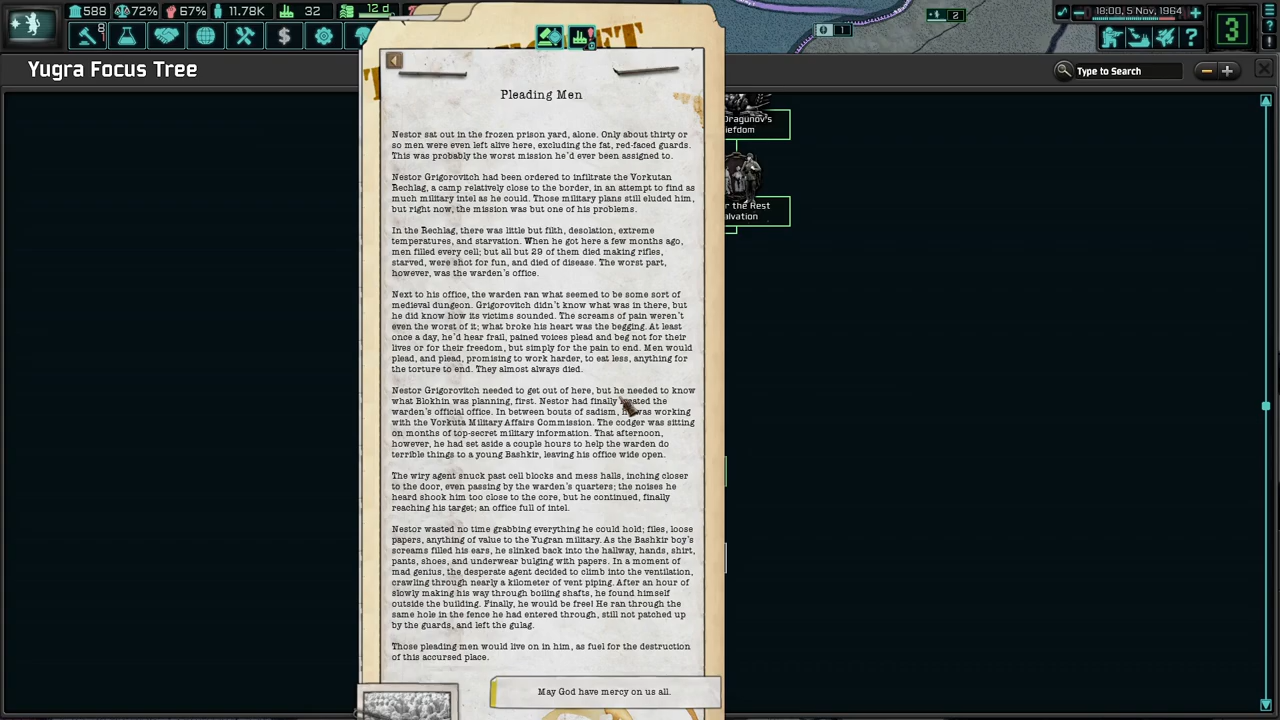 588 72% 67% 11.78K 32 12 d 2 18:00, 5 Nov, 1964 3
8
0 1
Yugra Focus Tree
Type to Search
Pleading Men
Nestor sat out in the frozen prison yard, alone. Only about thirty or
so men were even left alive here, excluding the fat, red-faced guards.
This was probably the worst mission he'd ever been assigned to.
Nestor Grigorovich had been ordered to infiltrate the Vorkutan
Rechlag, a camp relatively close to the border, in an attempt to find as
much military intel as he could. Those military plans still eluded him,
but right now, the mission was but one of his problems.
In the Rechlag, there was little but filth, desolation, extreme
temperatures, and starvation. When he got here a few months ago,
men filled every cell; but all but 29 of them died making rifles,
starved, were shot for fun, and died of disease. The worst part,
however, was the warden's office.
Next to his office, the warden ran what seemed to be some sort of
medieval dungeon. Grigorovitch didn't know what was in there, but
he did know how its victims sounded. The screams of pain weren't
even the worst of it; what broke his heart was the begging. At least
once a day, he'd hear frail, pained voices plead and beg not for their
lives or for their freedom, but simply for the pain to end. Men would
plead, and plead, promising to work harder, to eat less, anything for
the torture to end. They almost always died.
Nestor Grigorovitch needed to get out of here, but he needed to know
what Blokhin was planning, first. Nestor had finally located the
warden's official office. In between bouts of sadism, he was working
with the Vorkuta Military Affairs Commission. The codger was sitting
on months of top-secret military information. That afternoon,
however, he had set aside a couple hours to help the warden do
terrible things to a young Bashkir, leaving his office wide open.
The wiry agent snuck past cell blocks and mess halls, inching closer
to the door, even passing by the warden's quarters; the noises he
heard shook him too close to the core, but he continued, finally
reaching his target; an office full of intel.
Nestor wasted no time grabbing everything he could hold; files, loose
papers, anything of value to the Yugran military. As the Bashkir boy's
screams filled his ears, he slinked back into the hallway, hands, shirt,
pants, shoes, and underwear bulging with papers. In a moment of
mad genius, the desperate agent decided to climb into the ventilation,
crawling through nearly a kilometer of vent piping. After an hour of
slowly making his way through boiling shafts, he found himself
outside the building. Finally, he would be free! He ran through the
same hole in the fence he had entered through, still not patched up
by the guards, and left the gulag.
Those pleading men would live on in him, as fuel for the destruction
of this accursed place.
May God have mercy on us all.
Dragunov's
iefdom
r the Rest
alvation